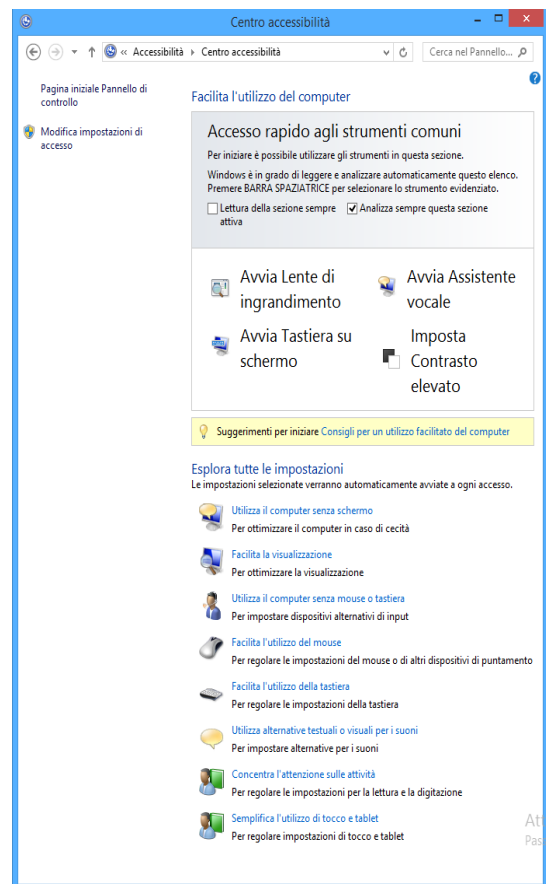 Centro accessibilità
« Accessibilità ▸ Centro accessibilità
Cerca nel Pannello...
Pagina iniziale Pannello di
controllo
Modifica impostazioni di
accesso
Facilita l'utilizzo del computer
Accesso rapido agli strumenti comuni
Per iniziare è possibile utilizzare gli strumenti in questa sezione.
Windows è in grado di leggere e analizzare automaticamente questo elenco.
Premere BARRA SPAZIATRICE per selezionare lo strumento evidenziato.
Lettura della sezione sempre
attiva
Analizza sempre questa sezione
Avvia Lente di
ingrandimento
Avvia Assistente
vocale
Avvia Tastiera su
schermo
Imposta
Contrasto
elevato
Suggerimenti per iniziare Consigli per un utilizzo facilitato del computer
Esplora tutte le impostazioni
Le impostazioni selezionate verranno automaticamente avviate a ogni accesso.
Utilizza il computer senza schermo
Per ottimizzare il computer in caso di cecità
Facilita la visualizzazione
Per ottimizzare la visualizzazione
Utilizza il computer senza mouse o tastiera
Per impostare dispositivi alternativi di input
Facilita l'utilizzo del mouse
Per regolare le impostazioni del mouse o di altri dispositivi di puntamento
Facilita l'utilizzo della tastiera
Per regolare le impostazioni della tastiera
Utilizza alternative testuali o visuali per i suoni
Per impostare alternative per i suoni
Concentra l'attenzione sulle attività
Per regolare le impostazioni per la lettura e la digitazione
Semplifica l'utilizzo di tocco e tablet
Per regolare impostazioni di tocco e tablet